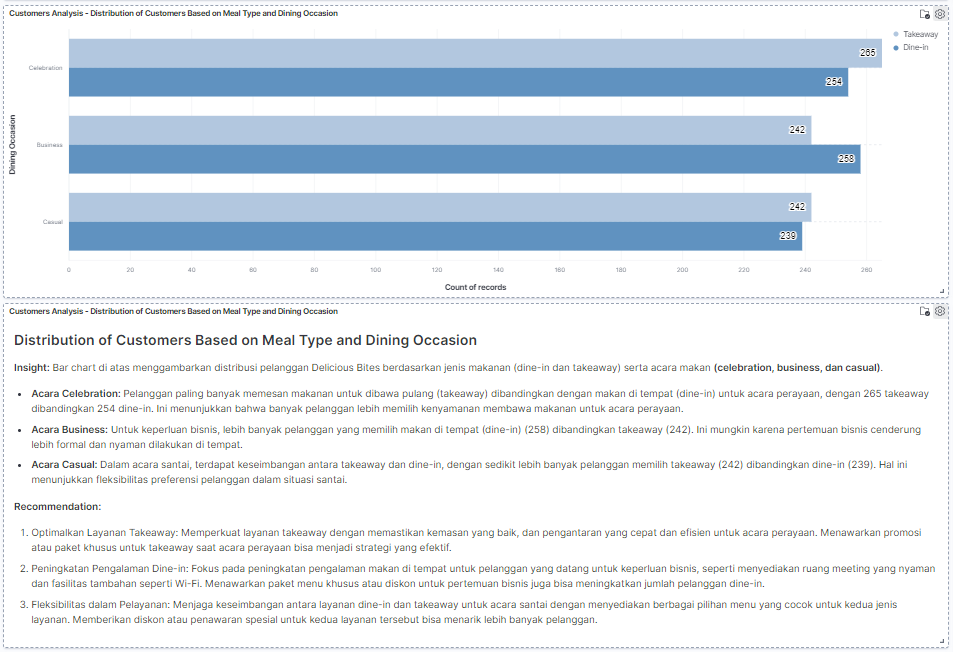 Customers Analysis - Distribution of Customers Based on Meal Type and Dining Occasion
Takeaway
Dine-in
Dining Occasion
Celebration
265
254
Business
242
258
Casual
242
239
0 20 40 60 80 100 120 140 160 180 200 220 240 260
Count of records
Customers Analysis - Distribution of Customers Based on Meal Type and Dining Occasion
Distribution of Customers Based on Meal Type and Dining Occasion
Insight: Bar chart di atas menggambarkan distribusi pelanggan Delicious Bites berdasarkan jenis makanan (dine-in dan takeaway) serta acara makan (celebration, business, dan casual).
• Acara Celebration: Pelanggan paling banyak memesan makanan untuk dibawa pulang (takeaway) dibandingkan dengan makan di tempat (dine-in) untuk acara perayaan, dengan 265 takeaway
dibandingkan 254 dine-in. Ini menunjukkan bahwa banyak pelanggan lebih memilih kenyamanan membawa makanan untuk acara perayaan.
• Acara Business: Untuk keperluan bisnis, lebih banyak pelanggan yang memilih makan di tempat (dine-in) (258) dibandingkan takeaway (242). Ini mungkin karena pertemuan bisnis cenderung
lebih formal dan nyaman dilakukan di tempat.
• Acara Casual: Dalam acara santai, terdapat keseimbangan antara takeaway dan dine-in, dengan sedikit lebih banyak pelanggan memilih takeaway (242) dibandingkan dine-in (239). Hal ini
menunjukkan fleksibilitas preferensi pelanggan dalam situasi santai.
Recommendation:
1. Optimalkan Layanan Takeaway: Memperkuat layanan takeaway dengan memastikan kemasan yang baik, dan pengantaran yang cepat dan efisien untuk acara perayaan. Menawarkan promosi
atau paket khusus untuk takeaway saat acara perayaan bisa menjadi strategi yang efektif.
2. Peningkatan Pengalaman Dine-in: Fokus pada peningkatan pengalaman makan di tempat untuk pelanggan yang datang untuk keperluan bisnis, seperti menyediakan ruang meeting yang nyaman
dan fasilitas tambahan seperti Wi-Fi. Menawarkan paket menu khusus atau diskon untuk pertemuan bisnis juga bisa meningkatkan jumlah pelanggan dine-in.
3. Fleksibilitas dalam Pelayanan: Menjaga keseimbangan antara layanan dine-in dan takeaway untuk acara santai dengan menyediakan berbagai pilihan menu yang cocok untuk kedua jenis
layanan. Memberikan diskon atau penawaran spesial untuk kedua layanan tersebut bisa menarik lebih banyak pelanggan.